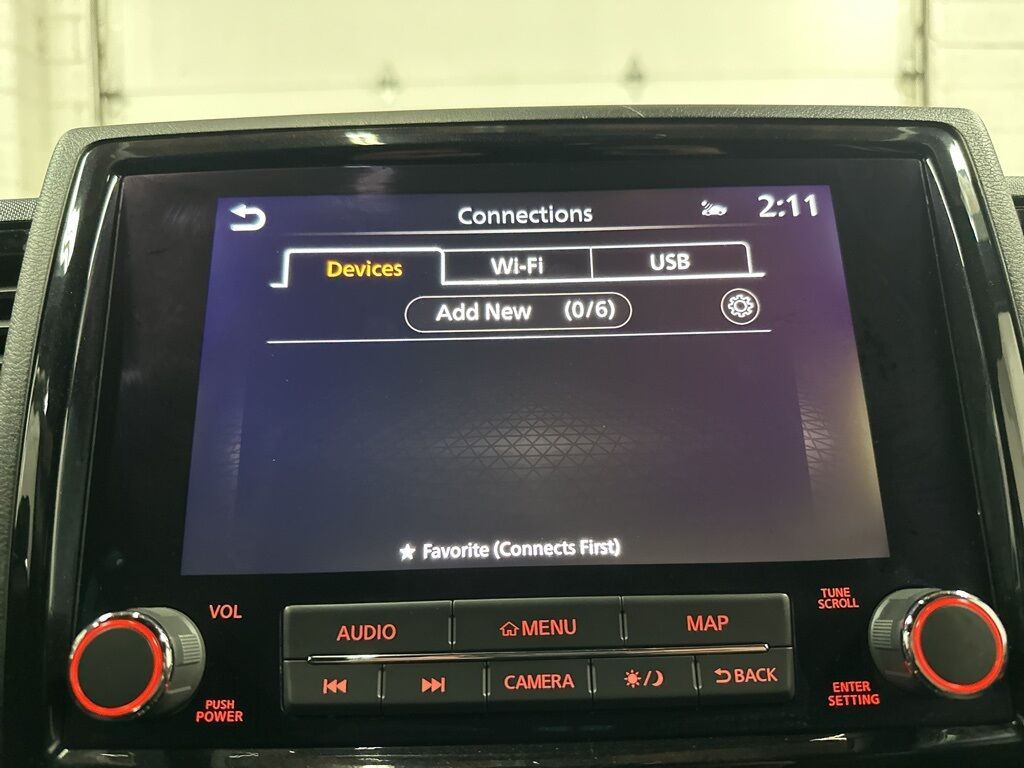 Connections
2:11
Devices
Wi-Fi
USB
Add New (0/6)
Favorite (Connects First)
VOL
PUSH
POWER
AUDIO
MENU
MAP
CAMERA
BACK
TUNE
SCROLL
ENTER
SETTING